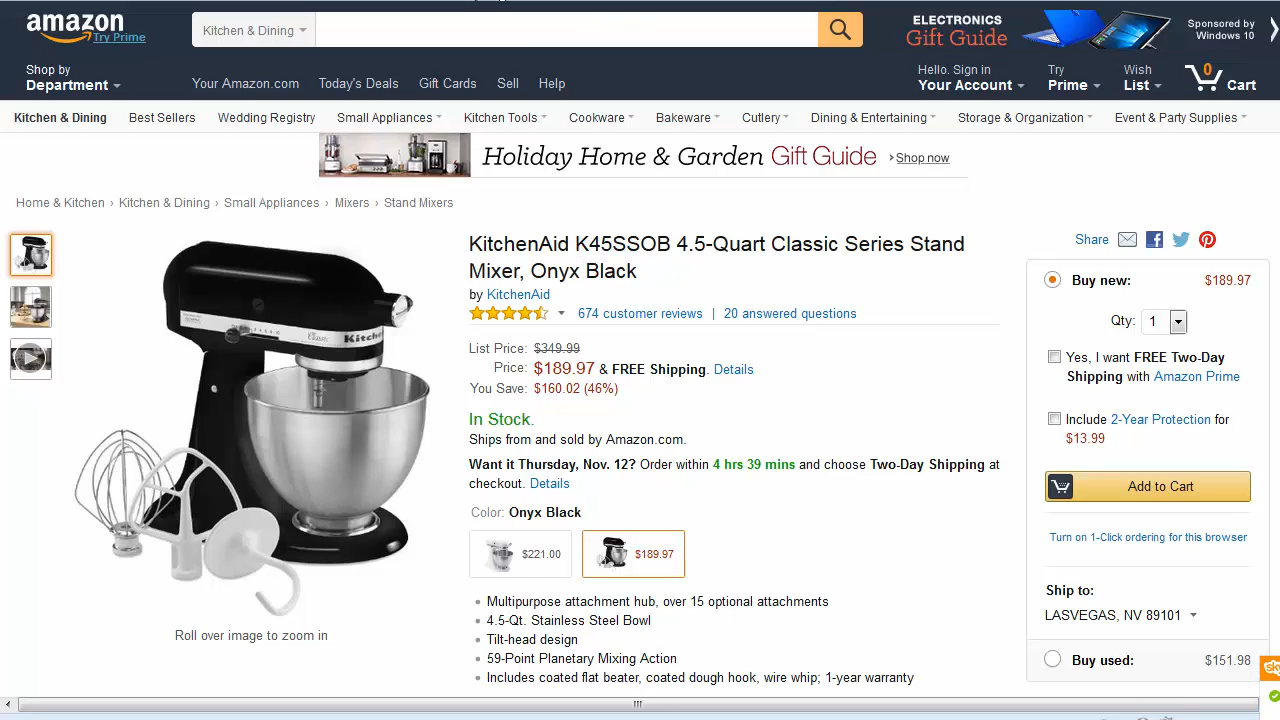 amazon
Try Prime
Kitchen & Dining
ELECTRONICS
Gift Guide
Sponsored by
Windows 10
Shop by
Department
Your Amazon.com
Today's Deals
Gift Cards
Sell
Help
Hello. Sign in
Your Account
Try
Prime
Wish
List
0
Cart
Kitchen & Dining
Best Sellers
Wedding Registry
Small Appliances
Kitchen Tools
Cookware
Bakeware
Cutlery
Dining & Entertaining
Storage & Organization
Event & Party Supplies
Holiday Home & Garden Gift Guide
Shop now
Home & Kitchen › Kitchen & Dining › Small Appliances › Mixers › Stand Mixers
KitchenAid K45SSOB 4.5-Quart Classic Series Stand
Mixer, Onyx Black
by KitchenAid
674 customer reviews | 20 answered questions
List Price: $349.99
Price: $189.97 & FREE Shipping. Details
You Save: $160.02 (46%)
In Stock.
Ships from and sold by Amazon.com.
Want it Thursday, Nov. 12? Order within 4 hrs 39 mins and choose Two-Day Shipping at
checkout. Details
Color: Onyx Black
$221.00
$189.97
Multipurpose attachment hub, over 15 optional attachments
4.5-Qt. Stainless Steel Bowl
Tilt-head design
59-Point Planetary Mixing Action
Includes coated flat beater, coated dough hook, wire whip; 1-year warranty
Roll over image to zoom in
Share
Buy new: $189.97
Qty: 1
Yes, I want FREE Two-Day
Shipping with Amazon Prime
Include 2-Year Protection for
$13.99
Add to Cart
Turn on 1-Click ordering for this browser
Ship to:
LASVEGAS, NV 89101
Buy used: $151.98